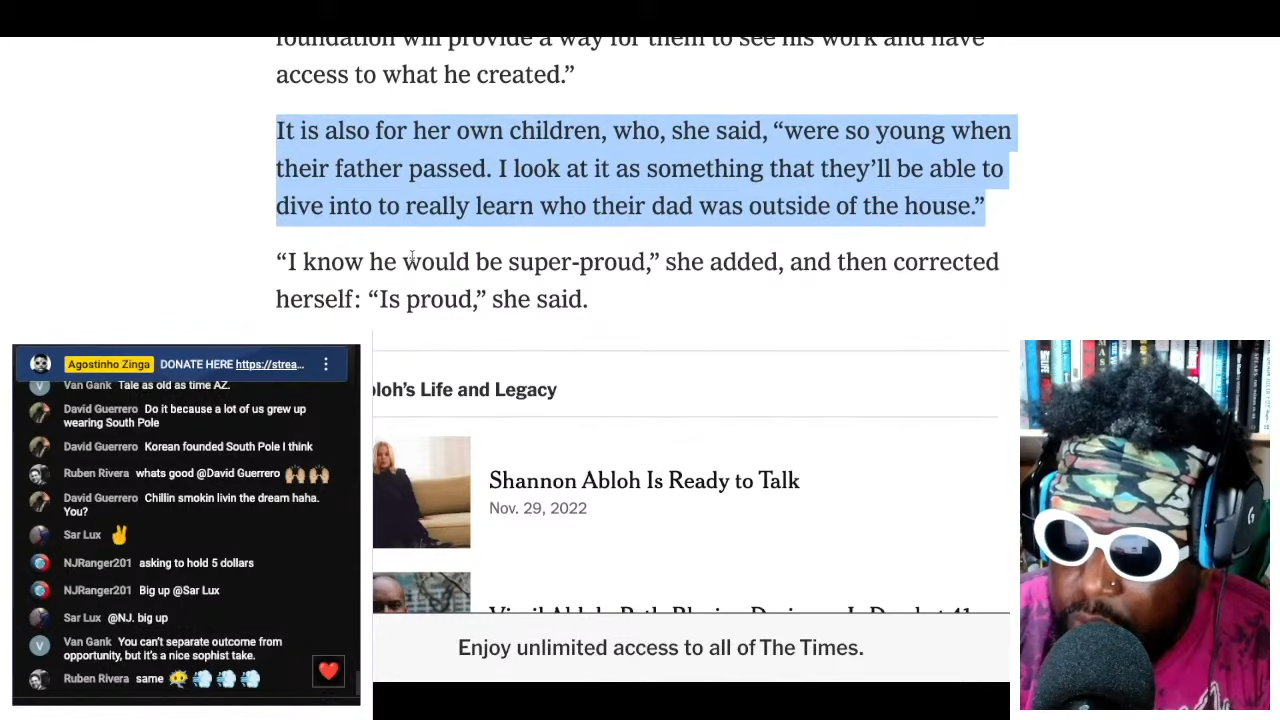 foundation will provide a way for them to see his work and have
access to what he created.”
It is also for her own children, who, she said, “were so young when
their father passed. I look at it as something that they’ll be able to
dive into to really learn who their dad was outside of the house.”
“I know he would be super-proud,” she added, and then corrected
herself: “Is proud,” she said.
Agostinho Zinga DONATE HERE https://strea...
Van Gank Tale as old as time AZ.
David Guerrero Do it because a lot of us grew up
wearing South Pole
David Guerrero Korean founded South Pole I think
Ruben Rivera whats good @David Guerrero
David Guerrero Chillin smokin livin the dream haha.
You?
Sar Lux
NJRanger201 asking to hold 5 dollars
NJRanger201 Big up @Sar Lux
Sar Lux @NJ. big up
Van Gank You can’t separate outcome from
opportunity, but it’s a nice sophist take.
Ruben Rivera same
bloh’s Life and Legacy
Shannon Abloh Is Ready to Talk
Nov. 29, 2022
Enjoy unlimited access to all of The Times.